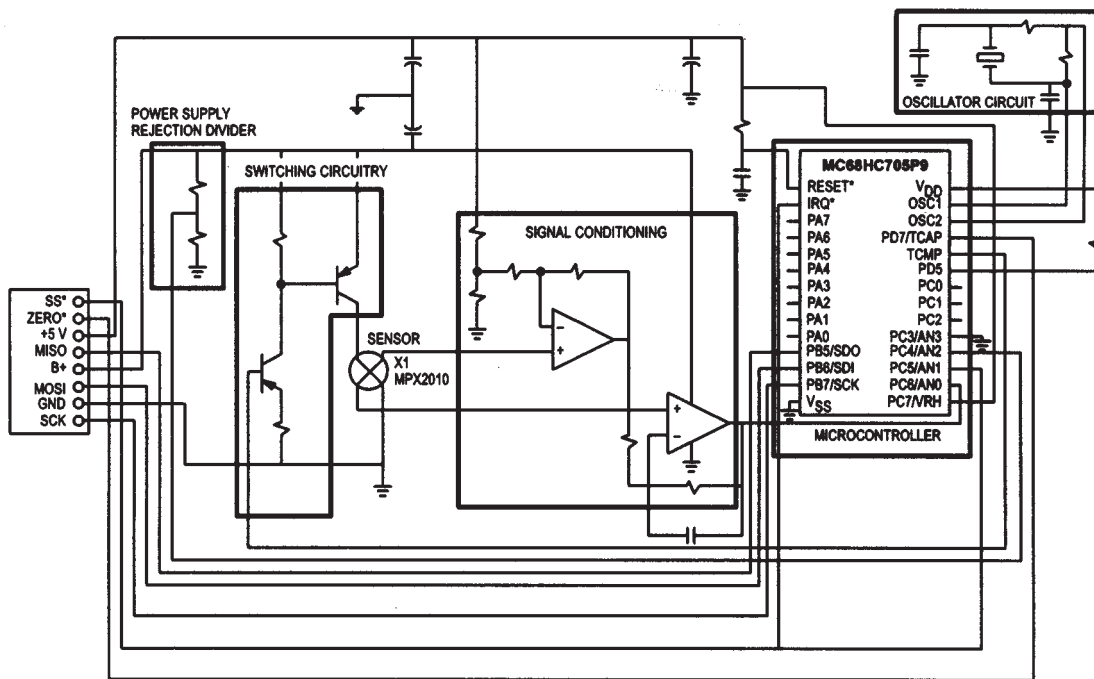 POWER SUPPLY
REJECTION DIVIDER
SWITCHING CIRCUITRY
SIGNAL CONDITIONING
SENSOR
X1
MPX2010
OSCILLATOR CIRCUIT
SS*
ZERO*
+5 V
MISO
B+
MOSI
GND
SCK
MC68HC705P9
RESET*
IRQ*
PA7
PA6
PA5
PA4
PA3
PA2
PA1
PA0
PB5/SDO
PB6/SDI
PB7/SCK
VSS
VDD
OSC1
OSC2
PD7/TCAP
TCMP
PD5
PC0
PC1
PC2
PC3/AN3
PC4/AN2
PC5/AN1
PC6/AN0
PC7/VRH
MICROCONTROLLER
-
+
+
-